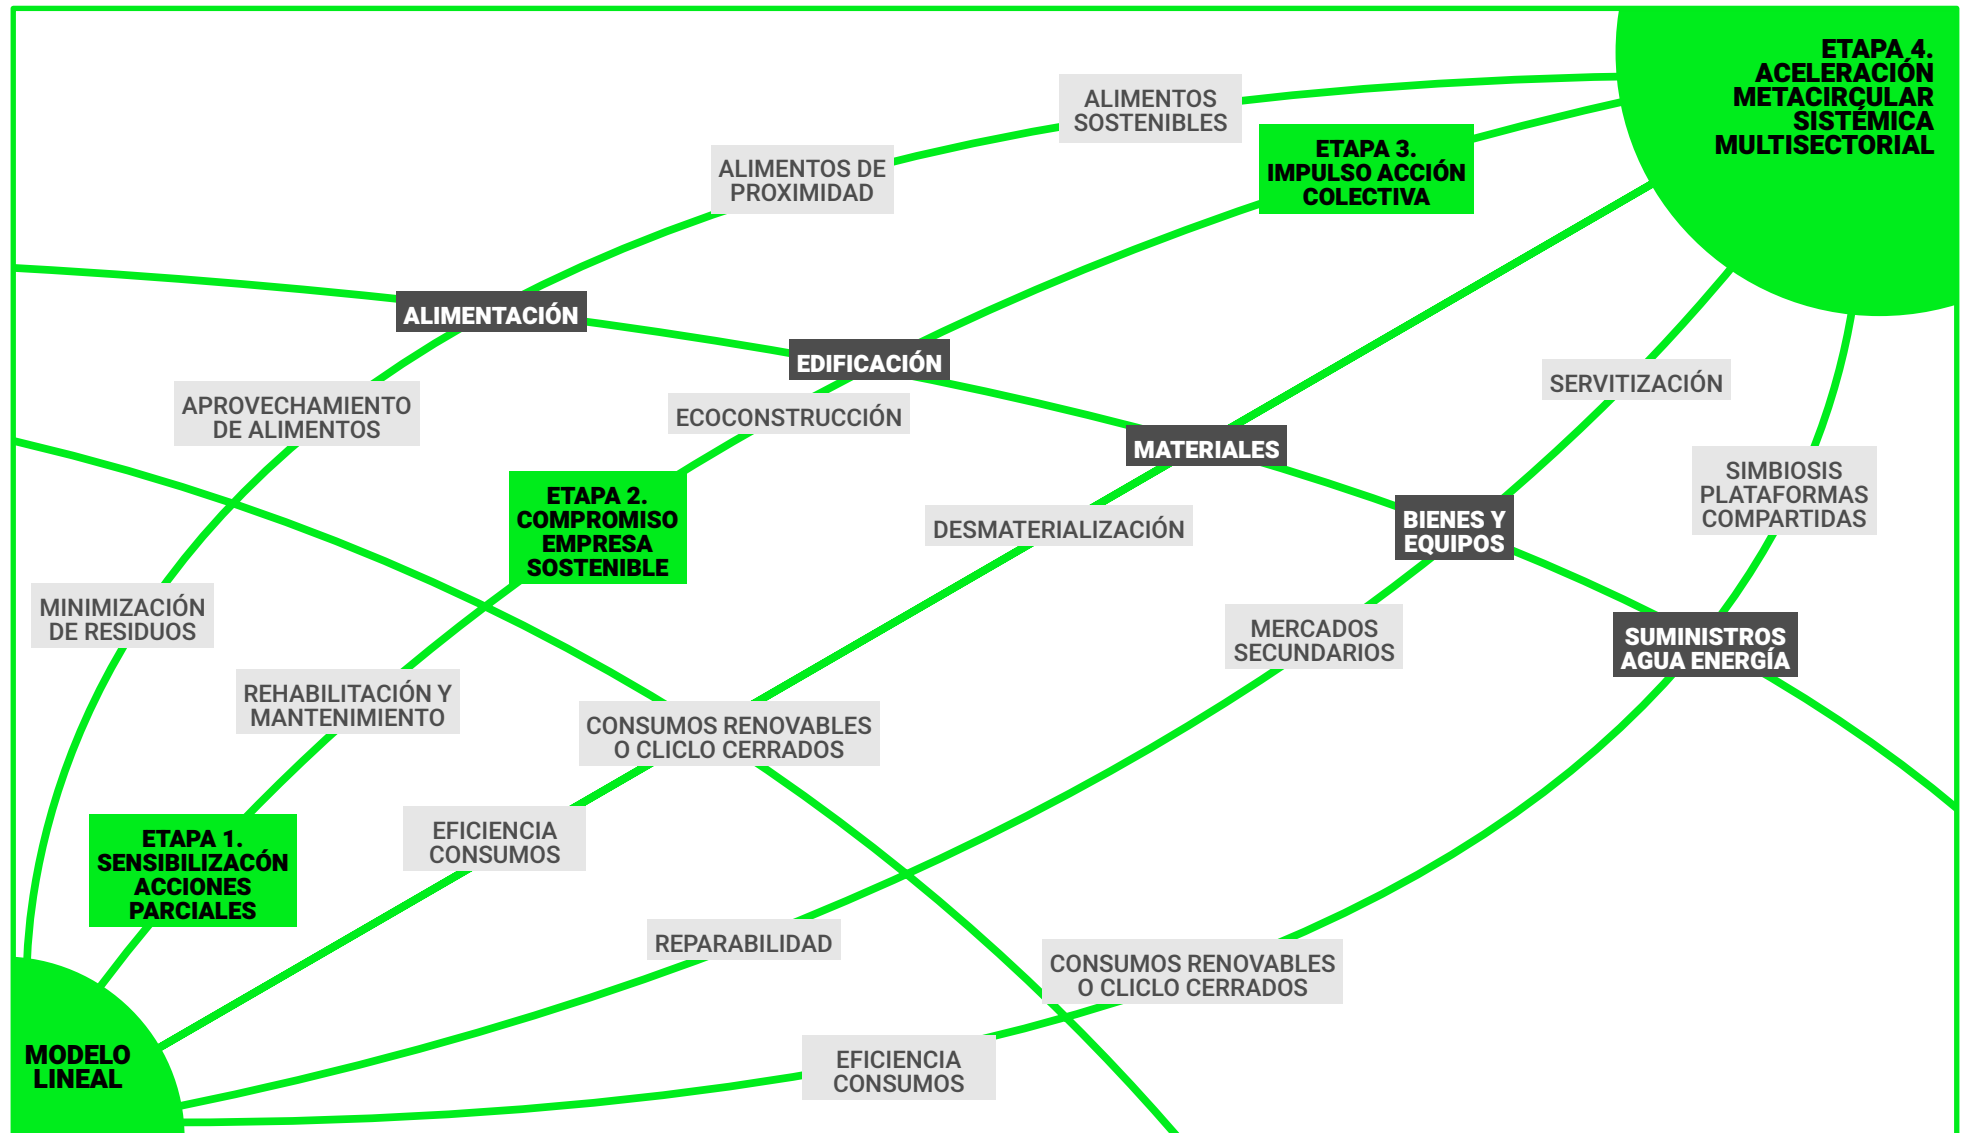 ETAPA 4.
ACELERACIÓN
METACIRCULAR
SISTÉMICA
MULTISECTORIAL
ALIMENTOS
SOSTENIBLES
ETAPA 3.
IMPULSO ACCIÓN
COLECTIVA
ALIMENTOS DE
PROXIMIDAD
ALIMENTACIÓN
EDIFICACIÓN
SERVITIZACIÓN
APROVECHAMIENTO
DE ALIMENTOS
ECOCONSTRUCCIÓN
MATERIALES
SIMBIOSIS
PLATAFORMAS
COMPARTIDAS
ETAPA 2.
COMPROMISO
EMPRESA
SOSTENIBLE
DESMATERIALIZACIÓN
BIENES Y
EQUIPOS
MINIMIZACIÓN
DE RESIDUOS
MERCADOS
SECUNDARIOS
SUMINISTROS
AGUA ENERGÍA
REHABILITACIÓN Y
MANTENIMIENTO
CONSUMOS RENOVABLES
O CLICLO CERRADOS
EFICIENCIA
CONSUMOS
ETAPA 1.
SENSIBILIZACÓN
ACCIONES
PARCIALES
REPARABILIDAD
CONSUMOS RENOVABLES
O CLICLO CERRADOS
MODELO
LINEAL
EFICIENCIA
CONSUMOS